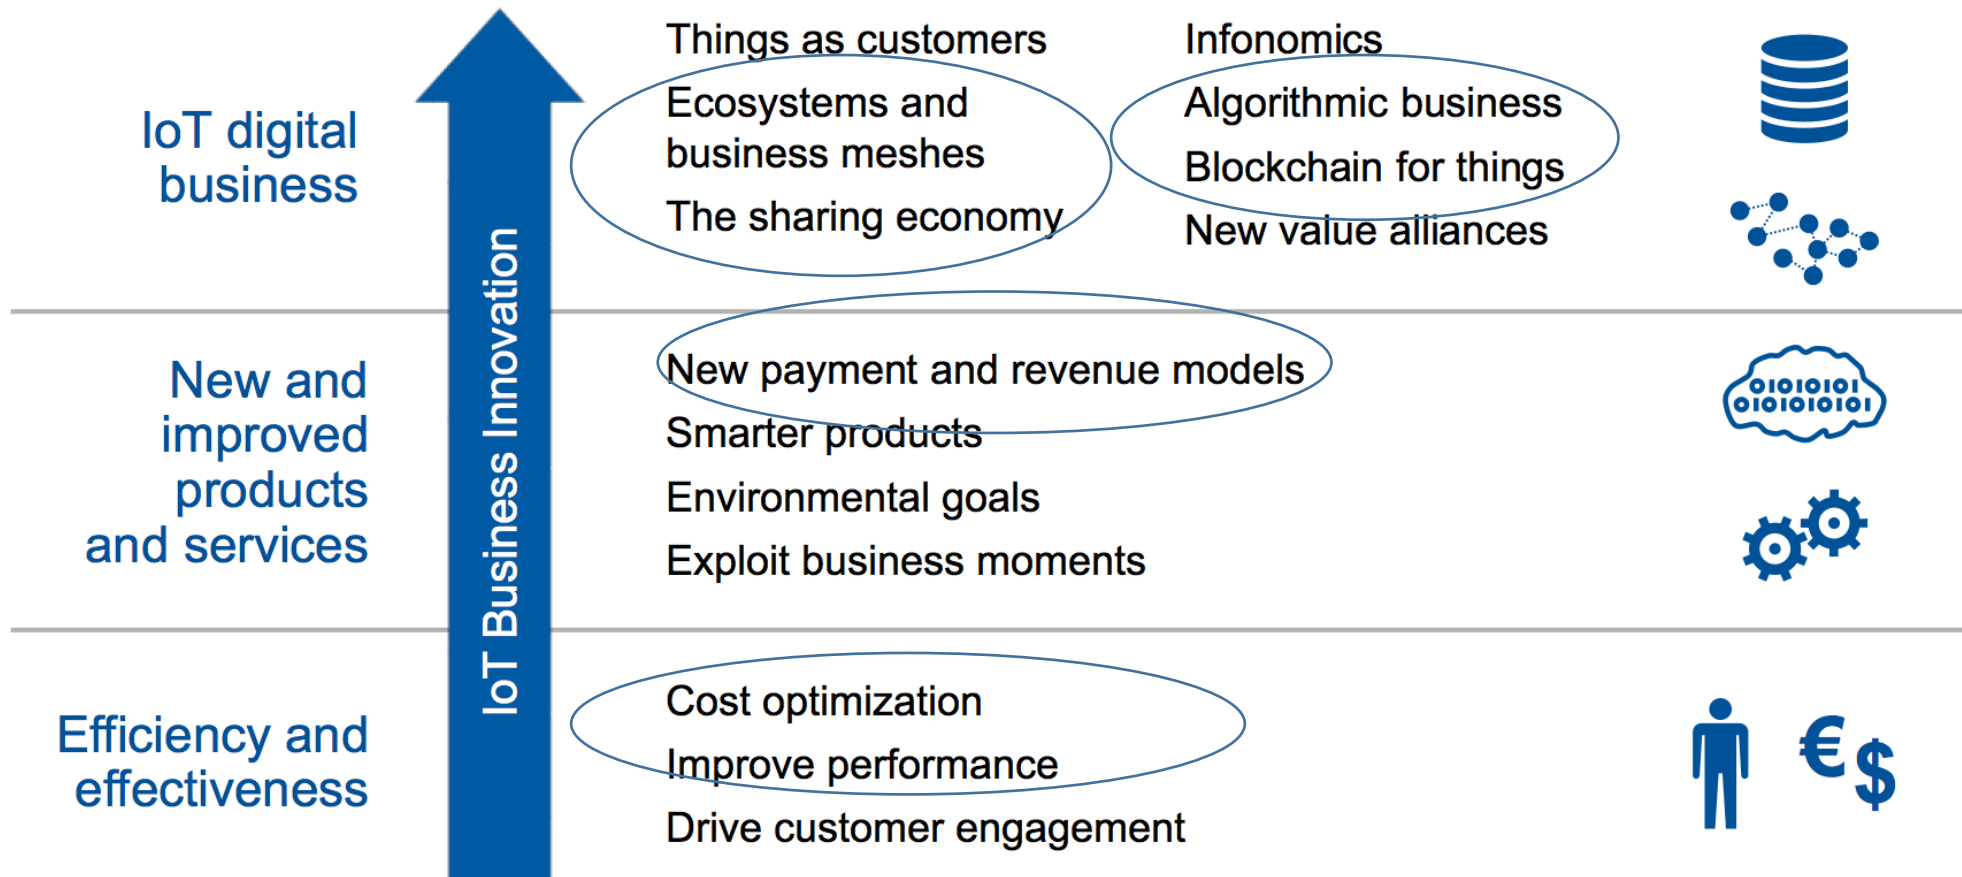 IoT digital
business
Things as customers
Ecosystems and
business meshes
The sharing economy
Infonomics
Algorithmic business
Blockchain for things
New value alliances
IoT Business Innovation
New and
improved
products
and services
New payment and revenue models
Smarter products
Environmental goals
Exploit business moments
OIOIOIOI
OIOIOIOIOI
Efficiency and
effectiveness
Cost optimization
Improve performance
Drive customer engagement
€$